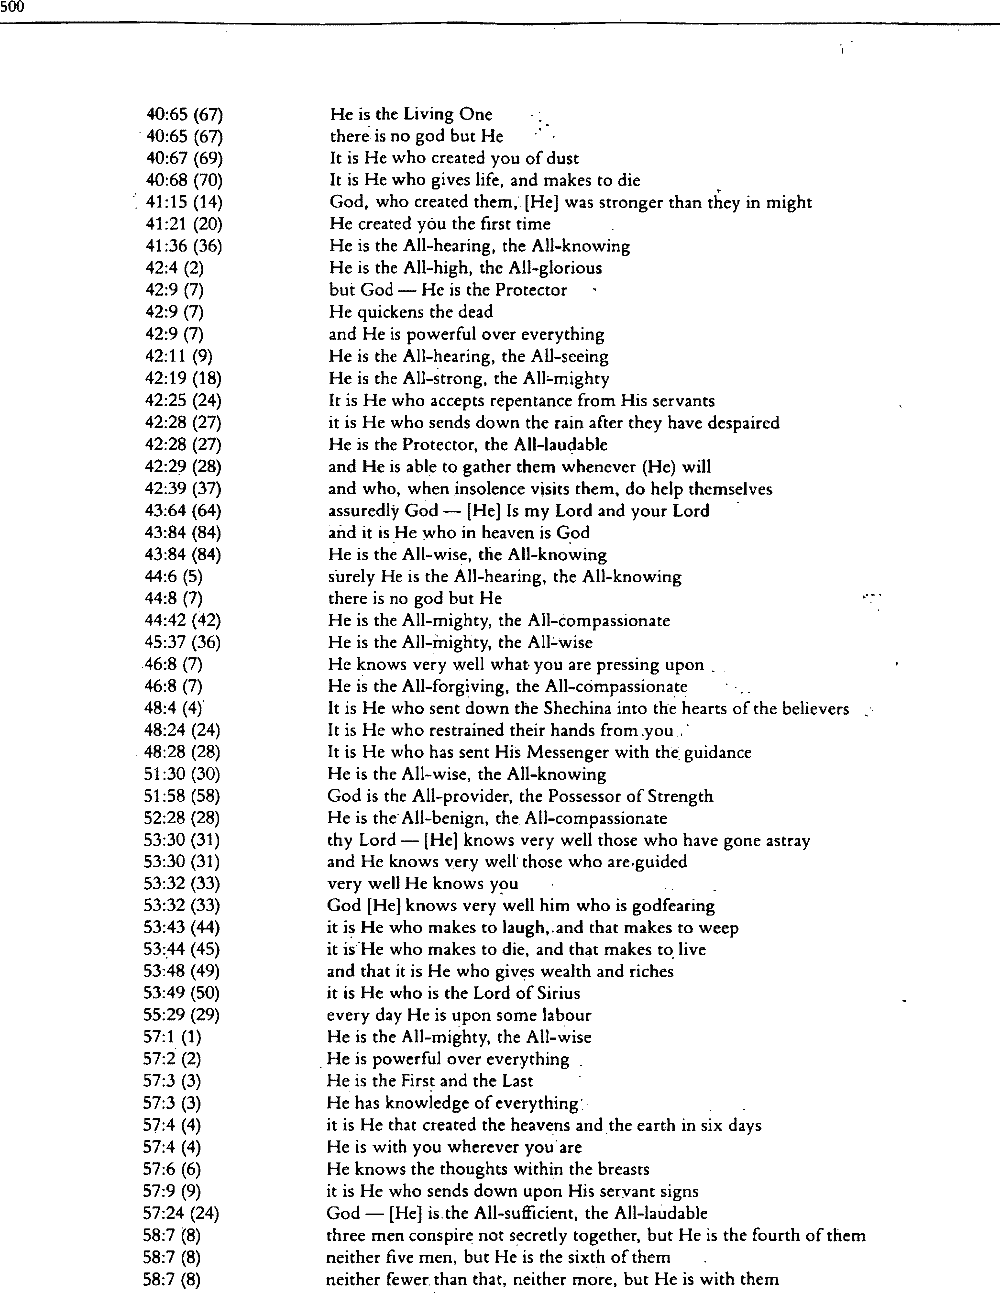 500
40:65 (67) He is the Living One
40:65 (67) there is no god but He
40:67 (69) It is He who created you of dust
40:68 (70) It is He who gives life, and makes to die
41:15 (14) God, who created them, [He] was stronger than they in might
41:21 (20) He created you the first time
41:36 (36) He is the All-hearing, the All-knowing
42:4 (2) He is the All-high, the All-glorious
42:9 (7) but God — He is the Protector
42:9 (7) He quickens the dead
42:9 (7) and He is powerful over everything
42:11 (9) He is the All-hearing, the All-seeing
42:19 (18) He is the All-strong, the All-mighty
42:25 (24) It is He who accepts repentance from His servants
42:28 (27) it is He who sends down the rain after they have despaired
42:28 (27) He is the Protector, the All-laudable
42:29 (28) and He is able to gather them whenever (He) will
42:39 (37) and who, when insolence visits them, do help themselves
43:64 (64) assuredly God — [He] Is my Lord and your Lord
43:84 (84) and it is He who in heaven is God
43:84 (84) He is the All-wise, the All-knowing
44:6 (5) surely He is the All-hearing, the All-knowing
44:8 (7) there is no god but He
44:42 (42) He is the All-mighty, the All-compassionate
45:37 (36) He is the All-mighty, the All-wise
46:8 (7) He knows very well what you are pressing upon
46:8 (7) He is the All-forgiving, the All-compassionate
48:4 (4) It is He who sent down the Shechina into the hearts of the believers
48:24 (24) It is He who restrained their hands from you
48:28 (28) It is He who has sent His Messenger with the guidance
51:30 (30) He is the All-wise, the All-knowing
51:58 (58) God is the All-provider, the Possessor of Strength
52:28 (28) He is the All-benign, the All-compassionate
53:30 (31) thy Lord — [He] knows very well those who have gone astray
53:30 (31) and He knows very well those who are guided
53:32 (33) very well He knows you
53:32 (33) God [He] knows very well him who is godfearing
53:43 (44) it is He who makes to laugh, and that makes to weep
53:44 (45) it is He who makes to die, and that makes to live
53:48 (49) and that it is He who gives wealth and riches
53:49 (50) it is He who is the Lord of Sirius
55:29 (29) every day He is upon some labour
57:1 (1) He is the All-mighty, the All-wise
57:2 (2) He is powerful over everything
57:3 (3) He is the First and the Last
57:3 (3) He has knowledge of everything
57:4 (4) it is He that created the heavens and the earth in six days
57:4 (4) He is with you wherever you are
57:6 (6) He knows the thoughts within the breasts
57:9 (9) it is He who sends down upon His servant signs
57:24 (24) God — [He] is the All-sufficient, the All-laudable
58:7 (8) three men conspire not secretly together, but He is the fourth of them
58:7 (8) neither five men, but He is the sixth of them
58:7 (8) neither fewer than that, neither more, but He is with them